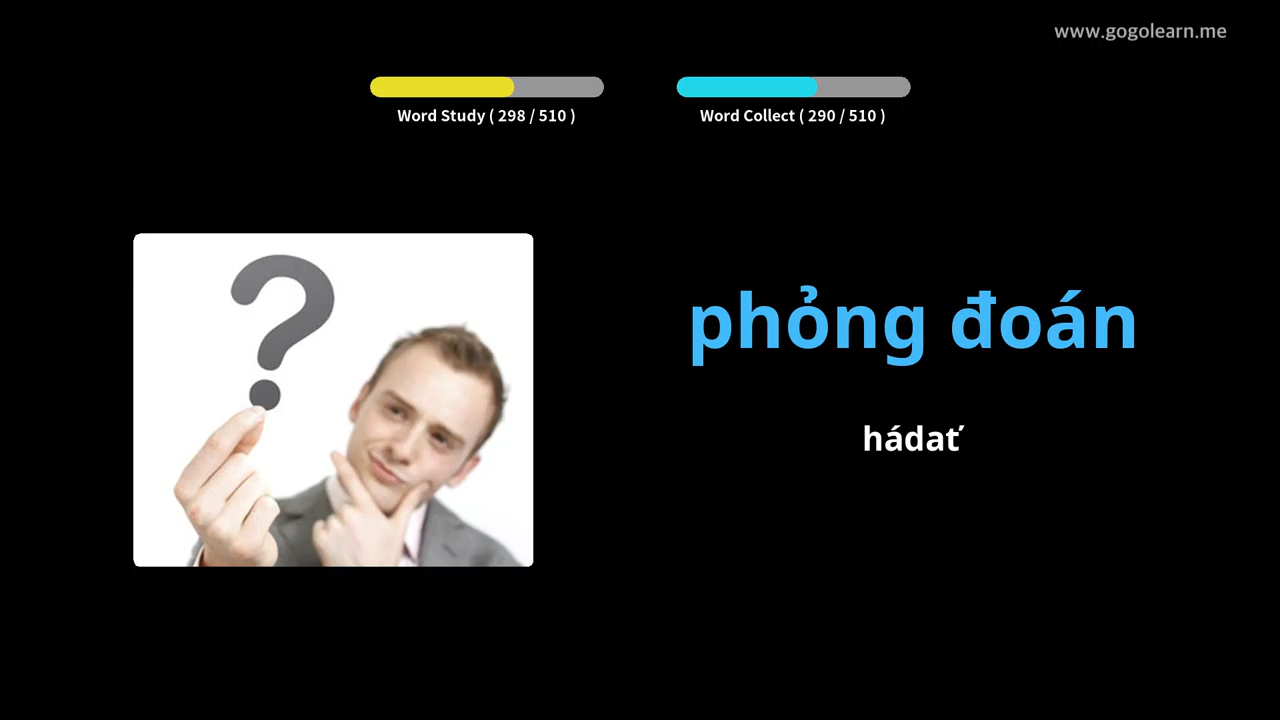 www.gogolearn.me
Word Study ( 298 / 510 )
Word Collect ( 290 / 510 )
phỏng đoán
hádať